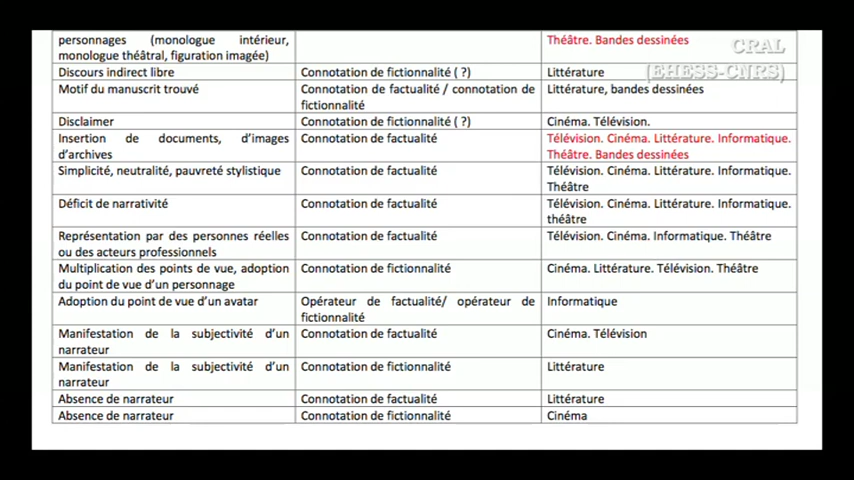 personnages (monologue intérieur, Théâtre. Bandes dessinées
monologue théâtral, figuration imagée)
CRAL
(EHESS-CNRS)
Discours indirect libre Connotation de fictionnalité ( ?) Littérature
Motif du manuscrit trouvé Connotation de factualité / connotation de Littérature, bandes dessinées
fictionnalité
Disclaimer Connotation de fictionnalité ( ?) Cinéma. Télévision.
Insertion de documents, d'images Connotation de factualité Télévision. Cinéma. Littérature. Informatique.
d'archives Théâtre. Bandes dessinées
Simplicité, neutralité, pauvreté stylistique Connotation de factualité Télévision. Cinéma. Littérature. Informatique.
Théâtre
Déficit de narrativité Connotation de factualité Télévision. Cinéma. Littérature. Informatique.
théâtre
Représentation par des personnes réelles Connotation de factualité Télévision. Cinéma. Informatique. Théâtre
ou des acteurs professionnels
Multiplication des points de vue, adoption Connotation de fictionnalité Cinéma. Littérature. Télévision. Théâtre
du point de vue d'un personnage
Adoption du point de vue d'un avatar Opérateur de factualité/ opérateur de Informatique
fictionnalité
Manifestation de la subjectivité d'un Connotation de factualité Cinéma. Télévision
narrateur
Manifestation de la subjectivité d'un Connotation de fictionnalité Littérature
narrateur
Absence de narrateur Connotation de factualité Littérature
Absence de narrateur Connotation de fictionnalité Cinéma